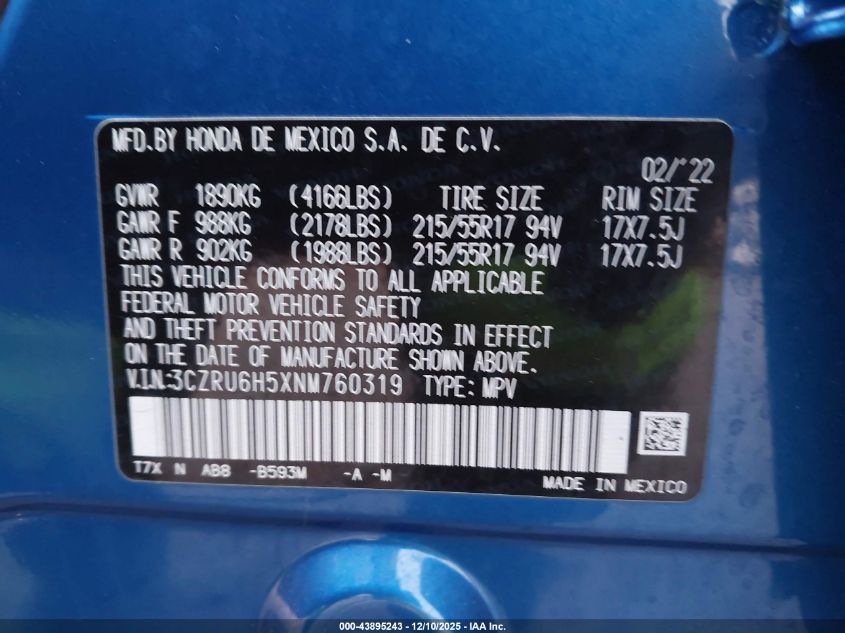 MFD.BY HONDA DE MEXICO S.A. DE C.V.
02/'22
GVWR 1890KG (4166LBS) TIRE SIZE RIM SIZE
GAWR F 988KG (2178LBS) 215/55R17 94V 17X7.5J
GAWR R 902KG (1988LBS) 215/55R17 94V 17X7.5J
THIS VEHICLE CONFORMS TO ALL APPLICABLE
FEDERAL MOTOR VEHICLE SAFETY
AND THEFT PREVENTION STANDARDS IN EFFECT
ON THE DATE OF MANUFACTURE SHOWN ABOVE.
V.I.N.:3CZRU6H5XNM760319 TYPE: MPV
T7X N AB8 -B593M -A -M
MADE IN MEXICO
000-43895243 - 12/10/2025 - IAA Inc.